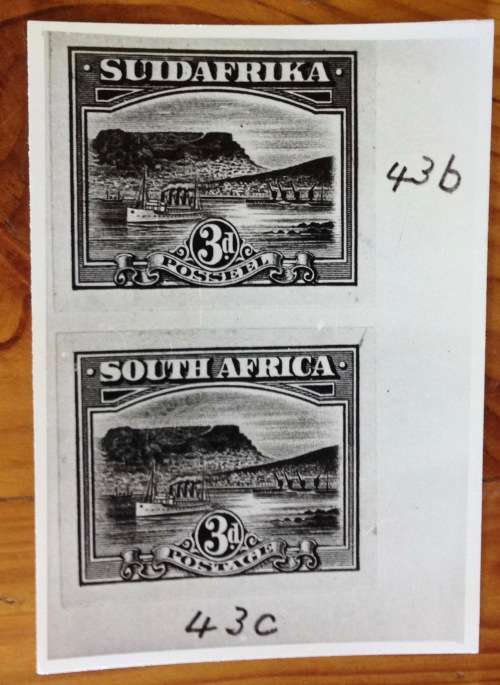 · SUIDAFRIKA ·
43b
3d
POSSEEL
· SOUTH AFRICA ·
3d
POSTAGE
43c